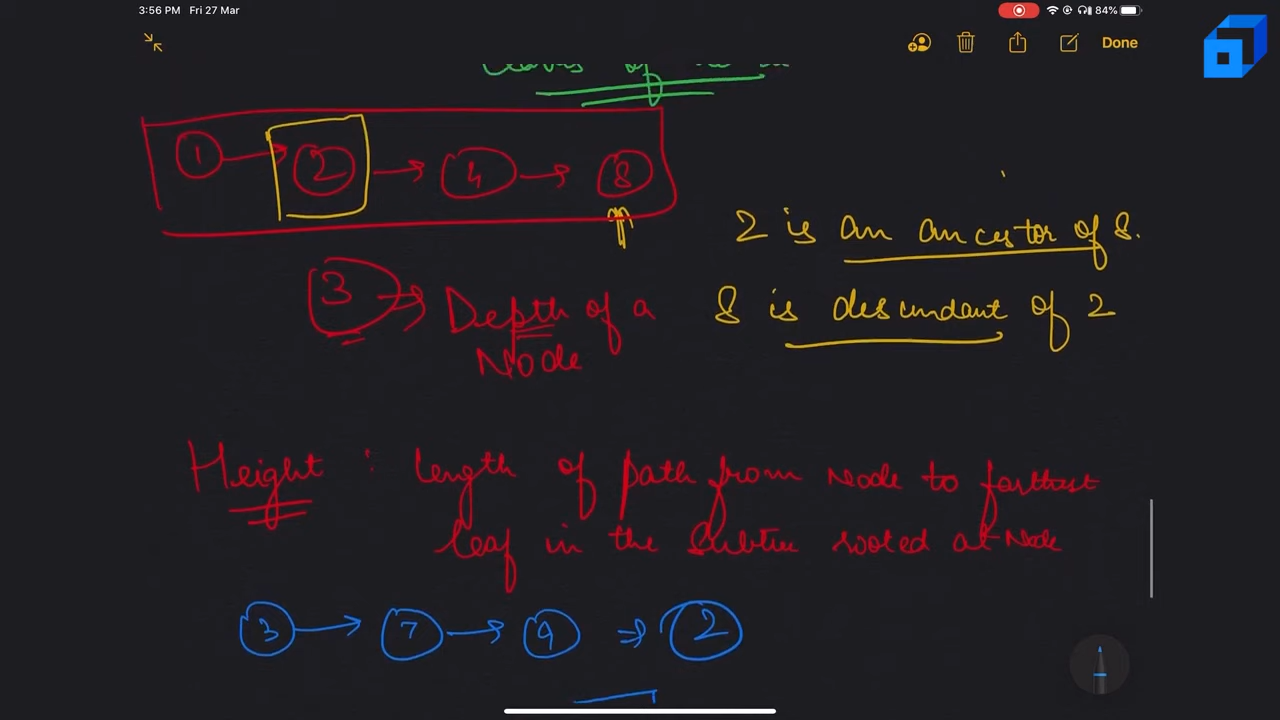 3:56 PM Fri 27 Mar
84%
Done
1 → 2 → 4 → 8
2 is an ancestor of 8.
3 → Depth of a
Node
8 is descendant of 2
Height : length of path from Node to farthest
leaf in the Subtree rooted at Node
3 → 7 → 9 ⇒ 2